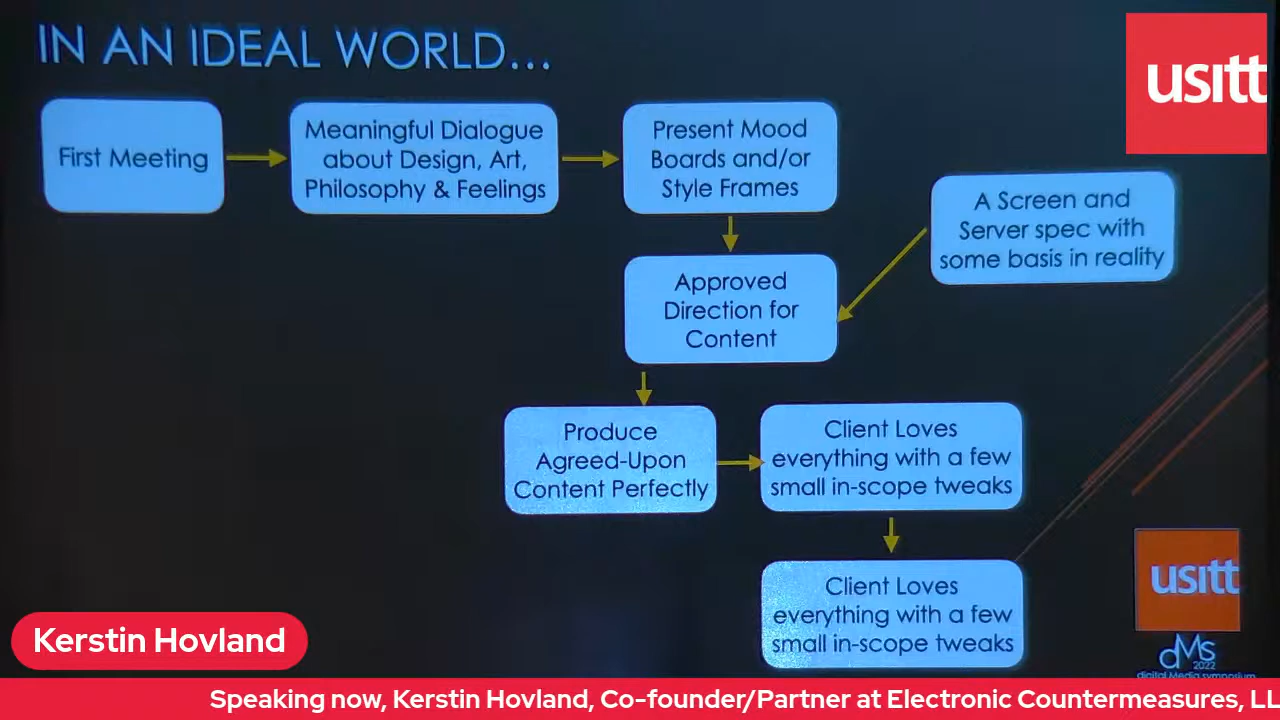 IN AN IDEAL WORLD...
usitt
First Meeting
Meaningful Dialogue
about Design, Art,
Philosophy & Feelings
Present Mood
Boards and/or
Style Frames
A Screen and
Server spec with
some basis in reality
Approved
Direction for
Content
Produce
Agreed-Upon
Content Perfectly
Client Loves
everything with a few
small in-scope tweaks
Client Loves
everything with a few
small in-scope tweaks
usitt
dMs
2022
digital Media symposium
Kerstin Hovland
Speaking now, Kerstin Hovland, Co-founder/Partner at Electronic Countermeasures, LL